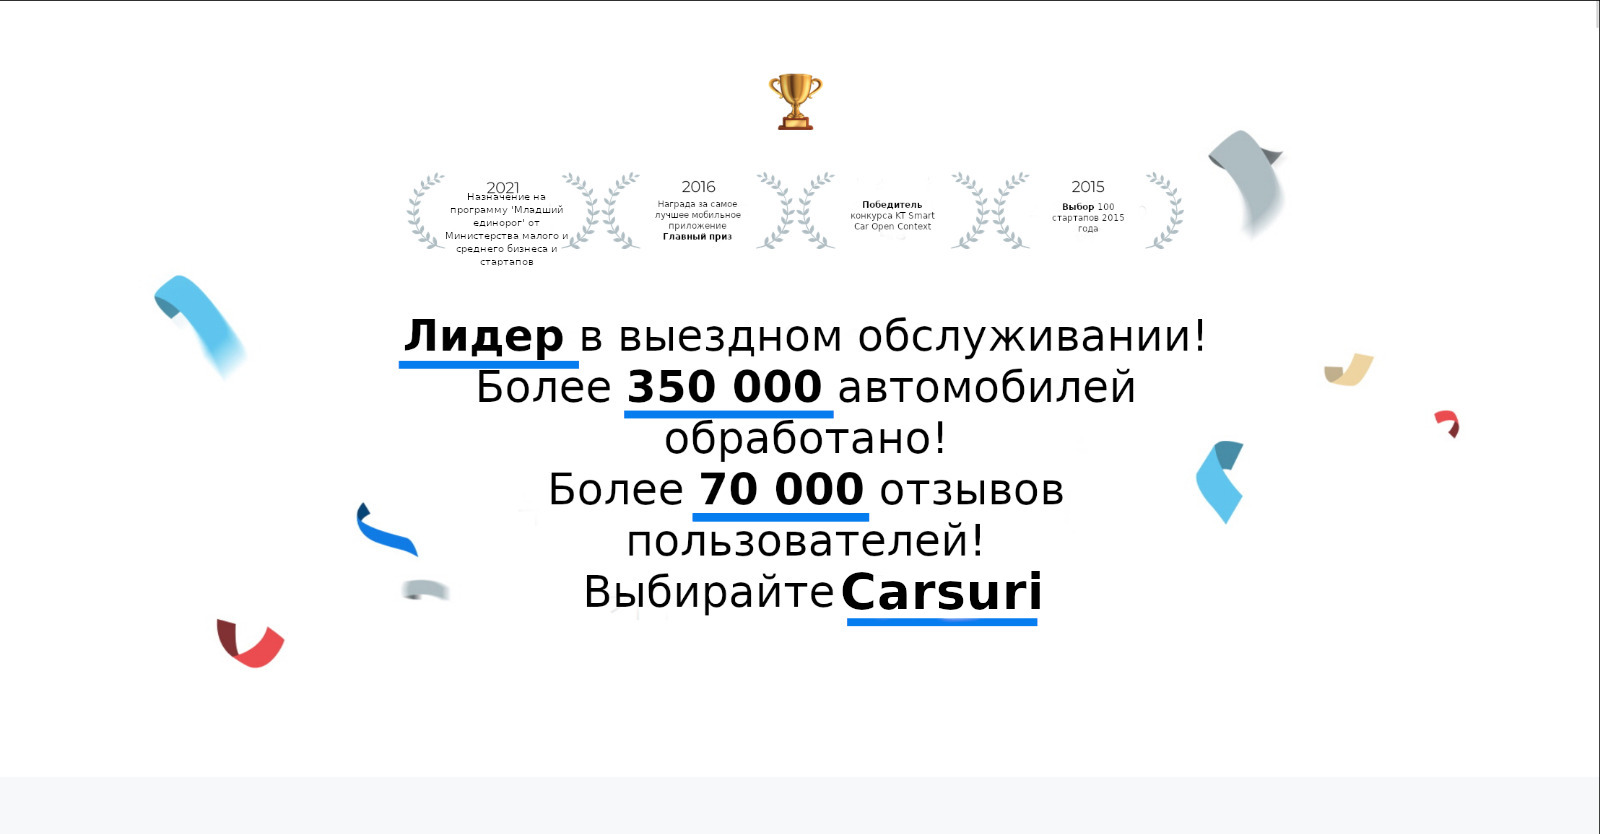 2021
Назначение на
программу 'Младший
единорог' от
Министерства малого и
среднего бизнеса и
стартапов
2016
Награда за самое
лучшее мобильное
приложение
Главный приз
Победитель
конкурса KT Smart
Car Open Context
2015
Выбор 100
стартапов 2015
года
Лидер в выездном обслуживании!
Более 350 000 автомобилей
обработано!
Более 70 000 отзывов
пользователей!
Выбирайте Carsuri